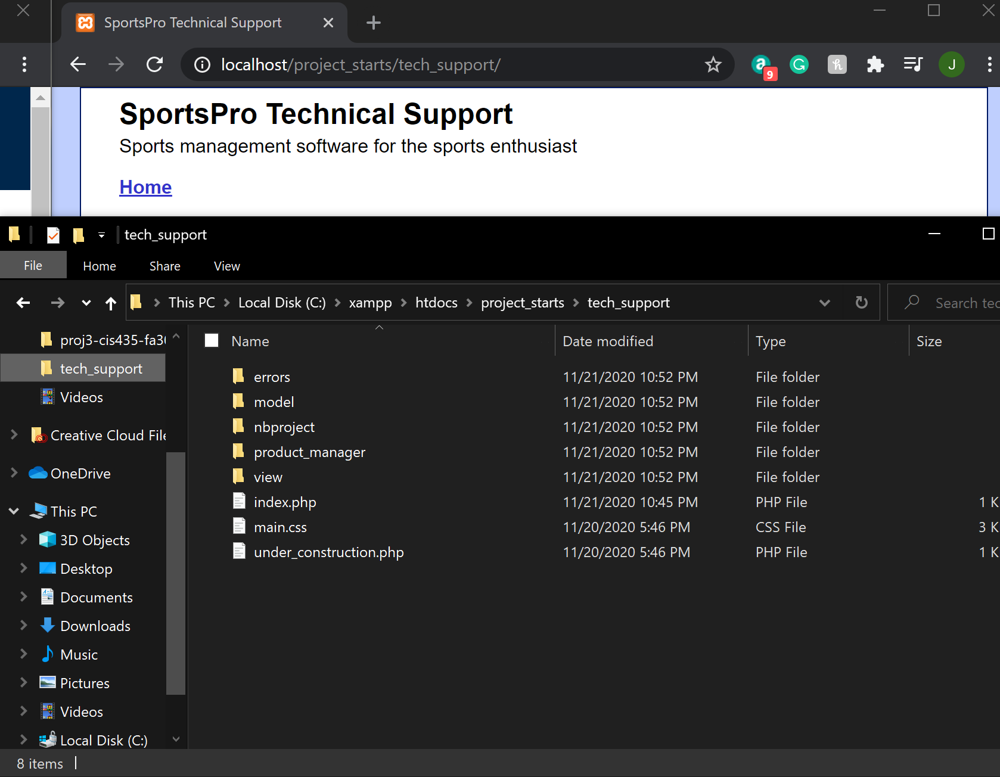 SportsPro Technical Support
localhost/project_starts/tech_support/
9
J
SportsPro Technical Support
Sports management software for the sports enthusiast
Home
tech_support
File Home Share View
This PC Local Disk (C:) xampp htdocs project_starts tech_support
Search tec
proj3-cis435-fa
tech_support
Videos
Creative Cloud File
OneDrive
This PC
3D Objects
Desktop
Documents
Downloads
Music
Pictures
Videos
Local Disk (C:)
Name Date modified Type Size
errors 11/21/2020 10:52 PM File folder
model 11/21/2020 10:52 PM File folder
nbproject 11/21/2020 10:52 PM File folder
product_manager 11/21/2020 10:52 PM File folder
view 11/21/2020 10:52 PM File folder
index.php 11/21/2020 10:45 PM PHP File 1 K
main.css 11/20/2020 5:46 PM CSS File 3 K
under_construction.php 11/20/2020 5:46 PM PHP File 1 K
8 items